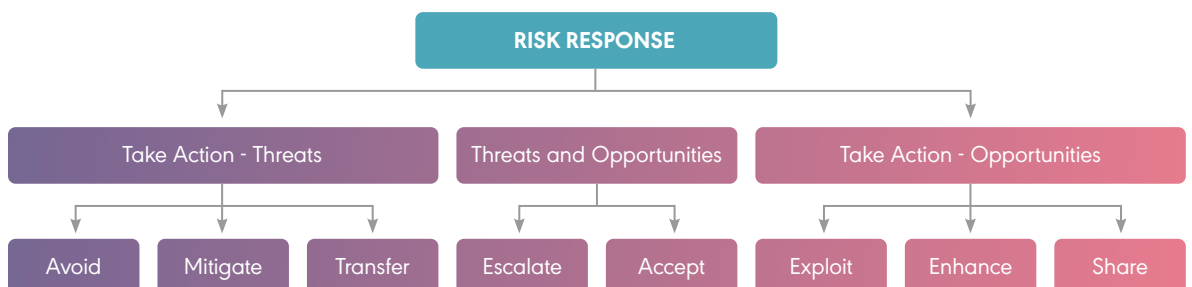 RISK RESPONSE
Take Action - Threats
Threats and Opportunities
Take Action - Opportunities
Avoid
Mitigate
Transfer
Escalate
Accept
Exploit
Enhance
Share